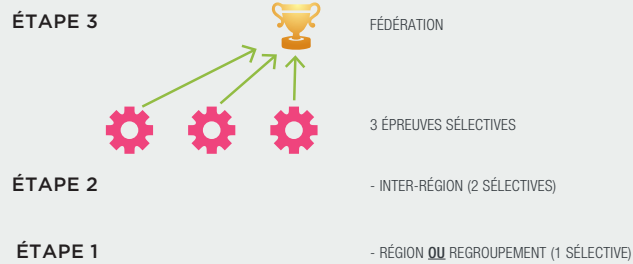 ÉTAPE 3 FÉDÉRATION
3 ÉPREUVES SÉLECTIVES
ÉTAPE 2 - INTER-RÉGION (2 SÉLECTIVES)
ÉTAPE 1 - RÉGION OU REGROUPEMENT (1 SÉLECTIVE)